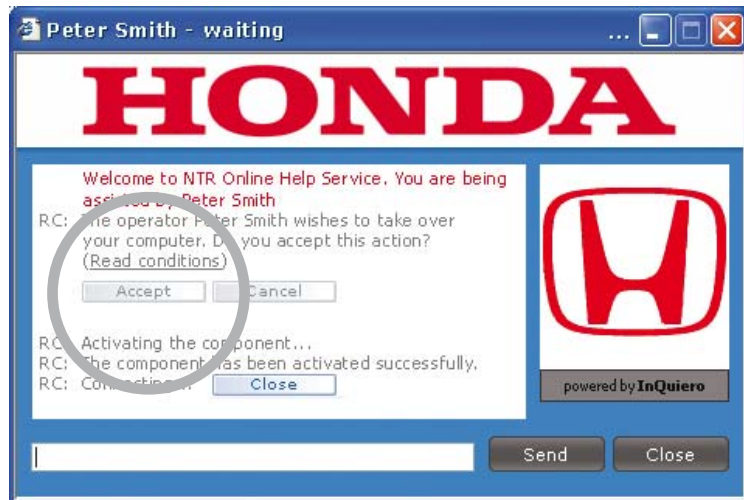 Peter Smith - waiting
...
HONDA
Welcome to NTR Online Help Service. You are being
assisted by Peter Smith
RC: The operator Peter Smith wishes to take over
your computer. Do you accept this action?
(Read conditions)
Accept Cancel
RC: Activating the component...
RC: The component has been activated successfully.
RC: Connecting... Close
powered by InQuiero
Send Close